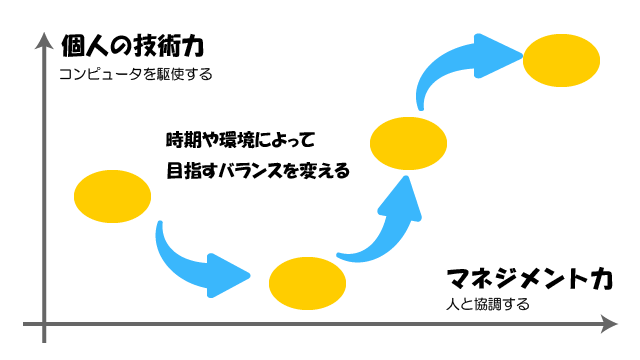 個人の技術力
コンピュータを駆使する
時期や環境によって
目指すバランスを変える
マネジメント力
人と協調する